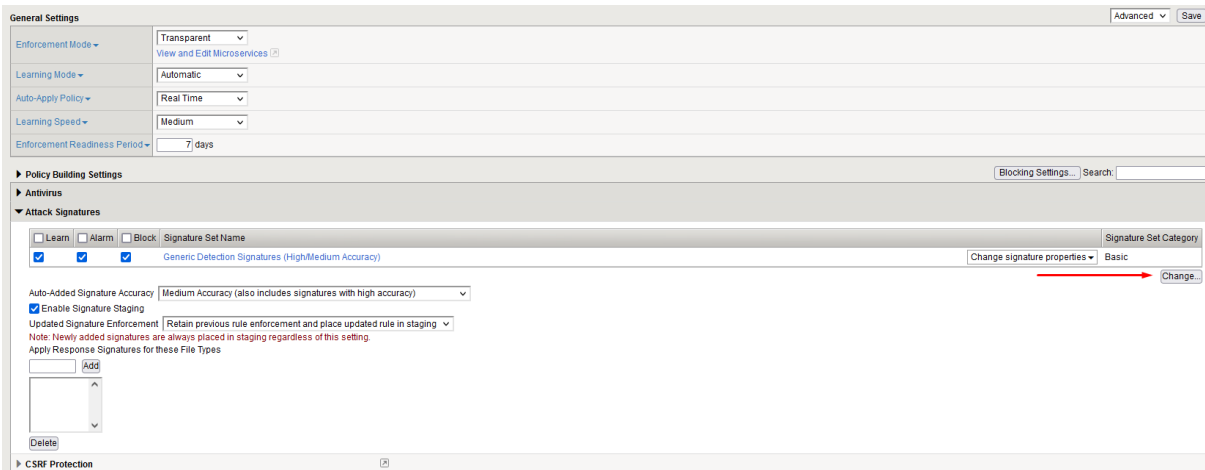 General Settings
Advanced Save
Enforcement Mode
Transparent
View and Edit Microservices
Learning Mode
Automatic
Auto-Apply Policy
Real Time
Learning Speed
Medium
Enforcement Readiness Period
7 days
Policy Building Settings
Blocking Settings... Search:
Antivirus
Attack Signatures
Learn Alarm Block Signature Set Name Signature Set Category
Generic Detection Signatures (High/Medium Accuracy) Change signature properties Basic
Change...
Auto-Added Signature Accuracy Medium Accuracy (also includes signatures with high accuracy)
Enable Signature Staging
Updated Signature Enforcement Retain previous rule enforcement and place updated rule in staging
Note: Newly added signatures are always placed in staging regardless of this setting.
Apply Response Signatures for these File Types
Add
Delete
CSRF Protection